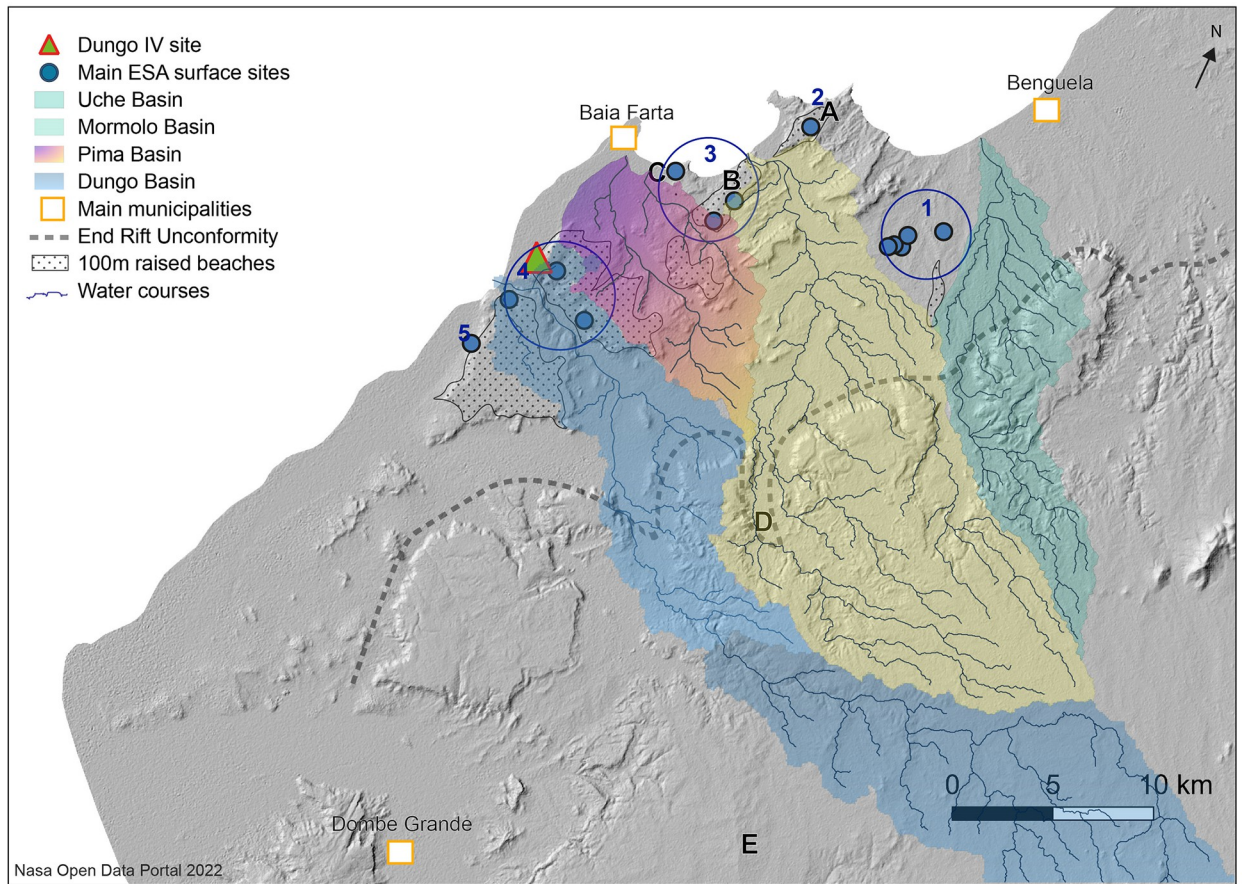 Dungo IV site
Main ESA surface sites
Uche Basin
Mormolo Basin
Pima Basin
Dungo Basin
Main municipalities
End Rift Unconformity
100m raised beaches
Water courses
N
Benguela
Baia Farta
2
A
3
C
B
1
4
5
D
0 5 10 km
Dombe Grande
E
Nasa Open Data Portal 2022